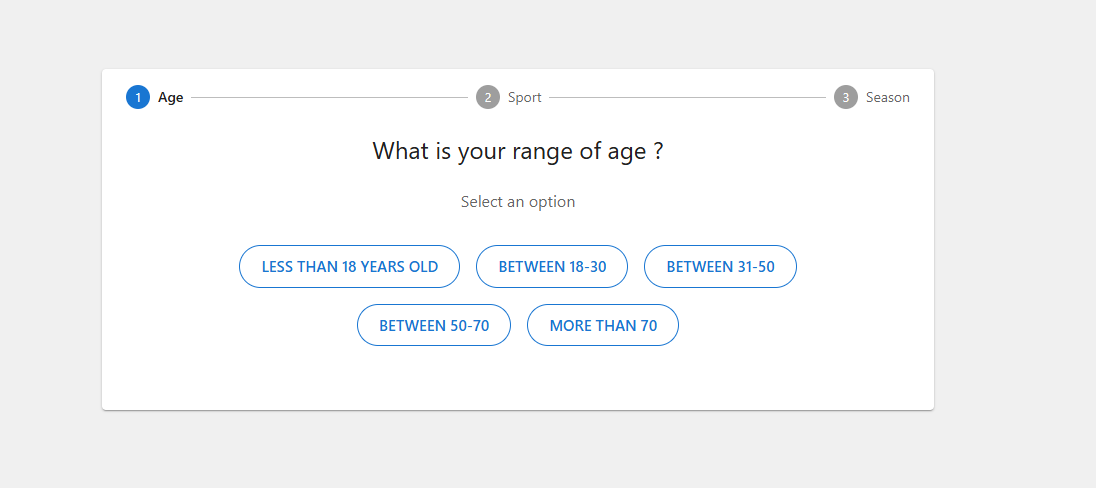 1 Age 2 Sport 3 Season
What is your range of age ?
Select an option
LESS THAN 18 YEARS OLD BETWEEN 18-30 BETWEEN 31-50
BETWEEN 50-70 MORE THAN 70